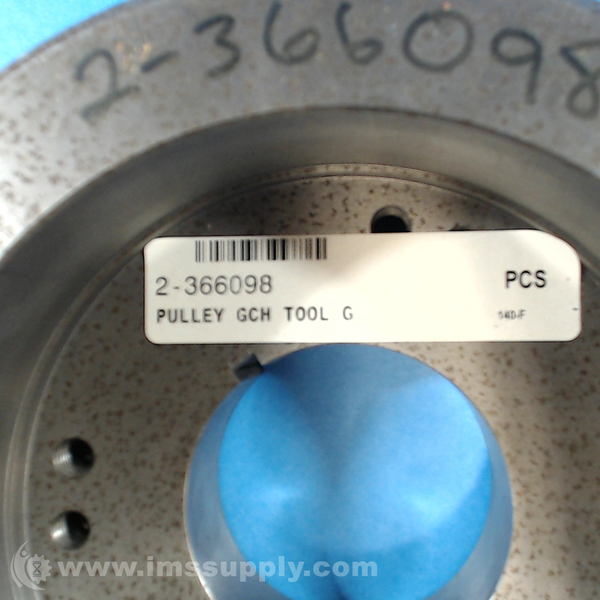 2-366098
2-366098 PCS
PULLEY GCH TOOL G
www.imssupply.com